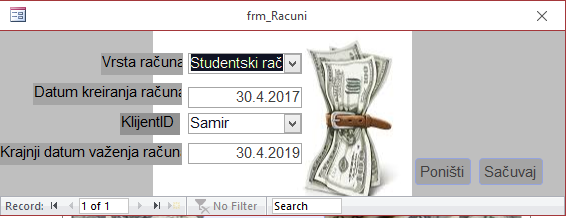 frm_Racuni
Vrsta računa Studentski rač
Datum kreiranja računa 30.4.2017
KlijentID Samir
Krajnji datum važenja račun 30.4.2019
Poništi Sačuvaj
Record: 1 of 1 No Filter Search